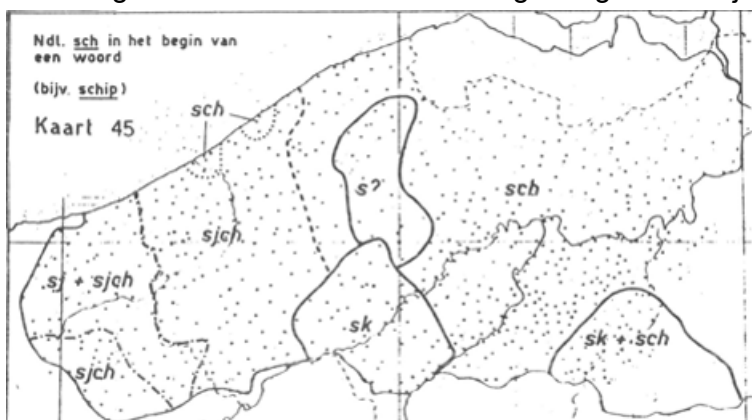 Ndl. sch in het begin van
een woord
(bijv. schip)
Kaart 45
sch
s?
sch
sjch
sj + sjch
sk
sk + sch
sjch